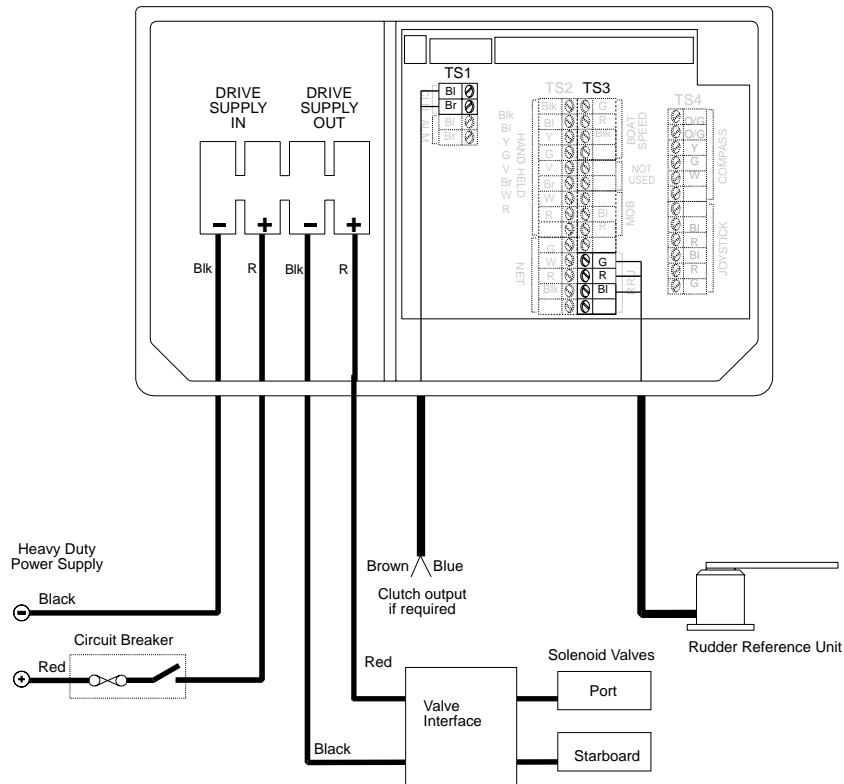 DRIVE
SUPPLY
IN
DRIVE
SUPPLY
OUT
−
+
−
+
Blk
R
Blk
R
TS1
Bl
Br
Bl
Br
ALM
TS2
TS3
HAND HELD
Blk
Bl
Y
G
V
Br
W
R
Blk
Bl
Y
G
V
Br
W
R
NET
G
W
R
Blk
G
R
Blk
BOAT
SPEED
NOT
USED
Bl
R
MOB
G
R
Bl
RRU
TS4
O/G
O/G
Y
G
W
COMPASS
Bl
R
Bl
R
G
JOYSTICK
Heavy Duty
Power Supply
−
Black
Circuit Breaker
+
Red
Brown
Blue
Clutch output
if required
Rudder Reference Unit
Red
Black
Valve
Interface
Solenoid Valves
Port
Starboard